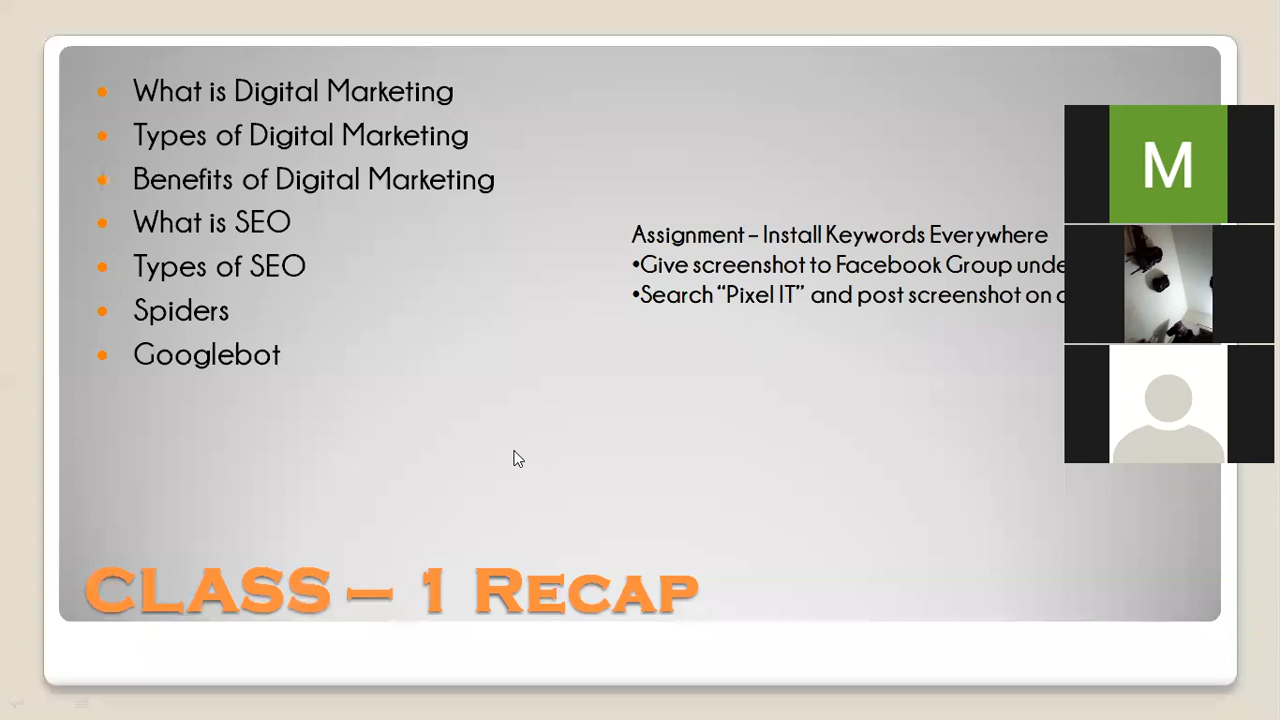 What is Digital Marketing
Types of Digital Marketing
Benefits of Digital Marketing
What is SEO
Types of SEO
Spiders
Googlebot
Assignment – Install Keywords Everywhere
•Give screenshot to Facebook Group
•Search “Pixel IT” and post screenshot on
CLASS – 1 RECAP
M